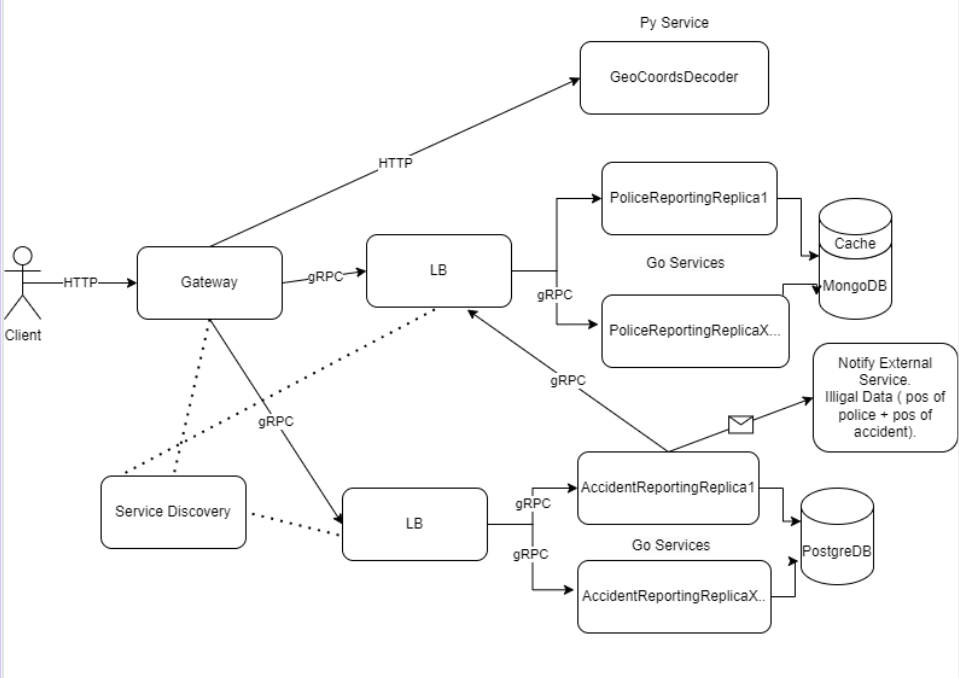 Py Service
GeoCoordsDecoder
HTTP
PoliceReportingReplica1
Cache
MongoDB
Go Services
LB
gRPC
gRPC
Gateway
HTTP
Client
PoliceReportingReplicaX...
Notify External
Service.
Illigal Data ( pos of
police + pos of
accident).
gRPC
gRPC
AccidentReportingReplica1
gRPC
Service Discovery
LB
Go Services
gRPC
PostgreDB
AccidentReportingReplicaX..